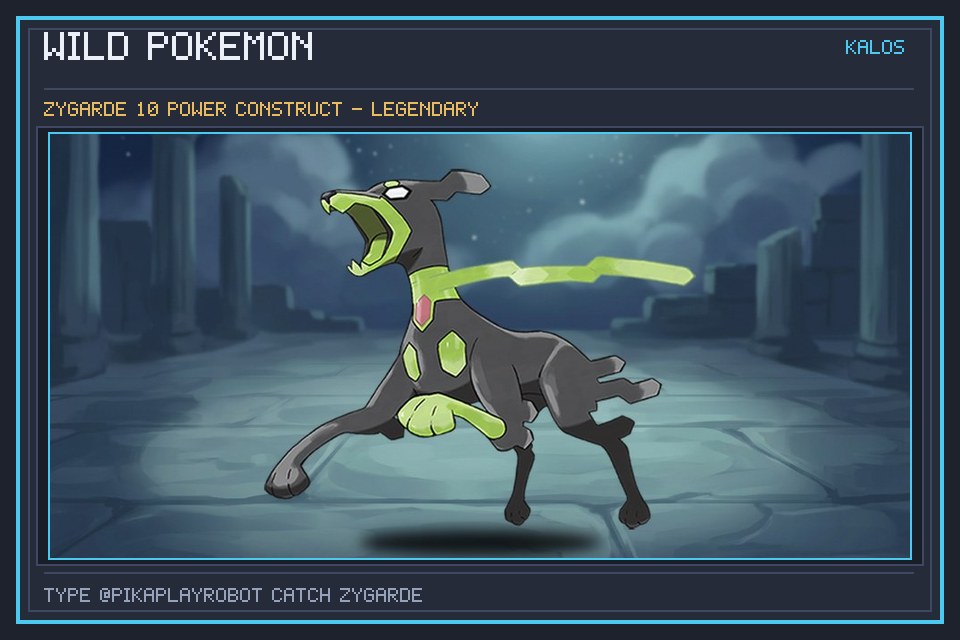 WILD POKEMON
KALOS
ZYGARDE 10 POWER CONSTRUCT - LEGENDARY
TYPE @PIKAPLAYROBOT CATCH ZYGARDE